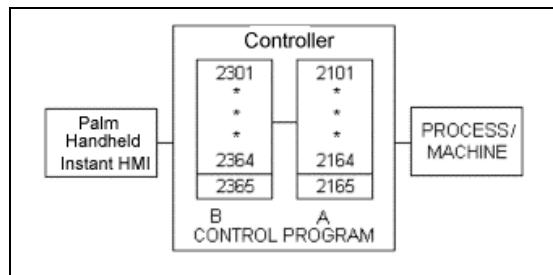 Controller
Palm
Handheld
Instant HMI
2301
*
*
*
2364
2365
2101
*
*
*
2164
2165
PROCESS/
MACHINE
B A
CONTROL PROGRAM